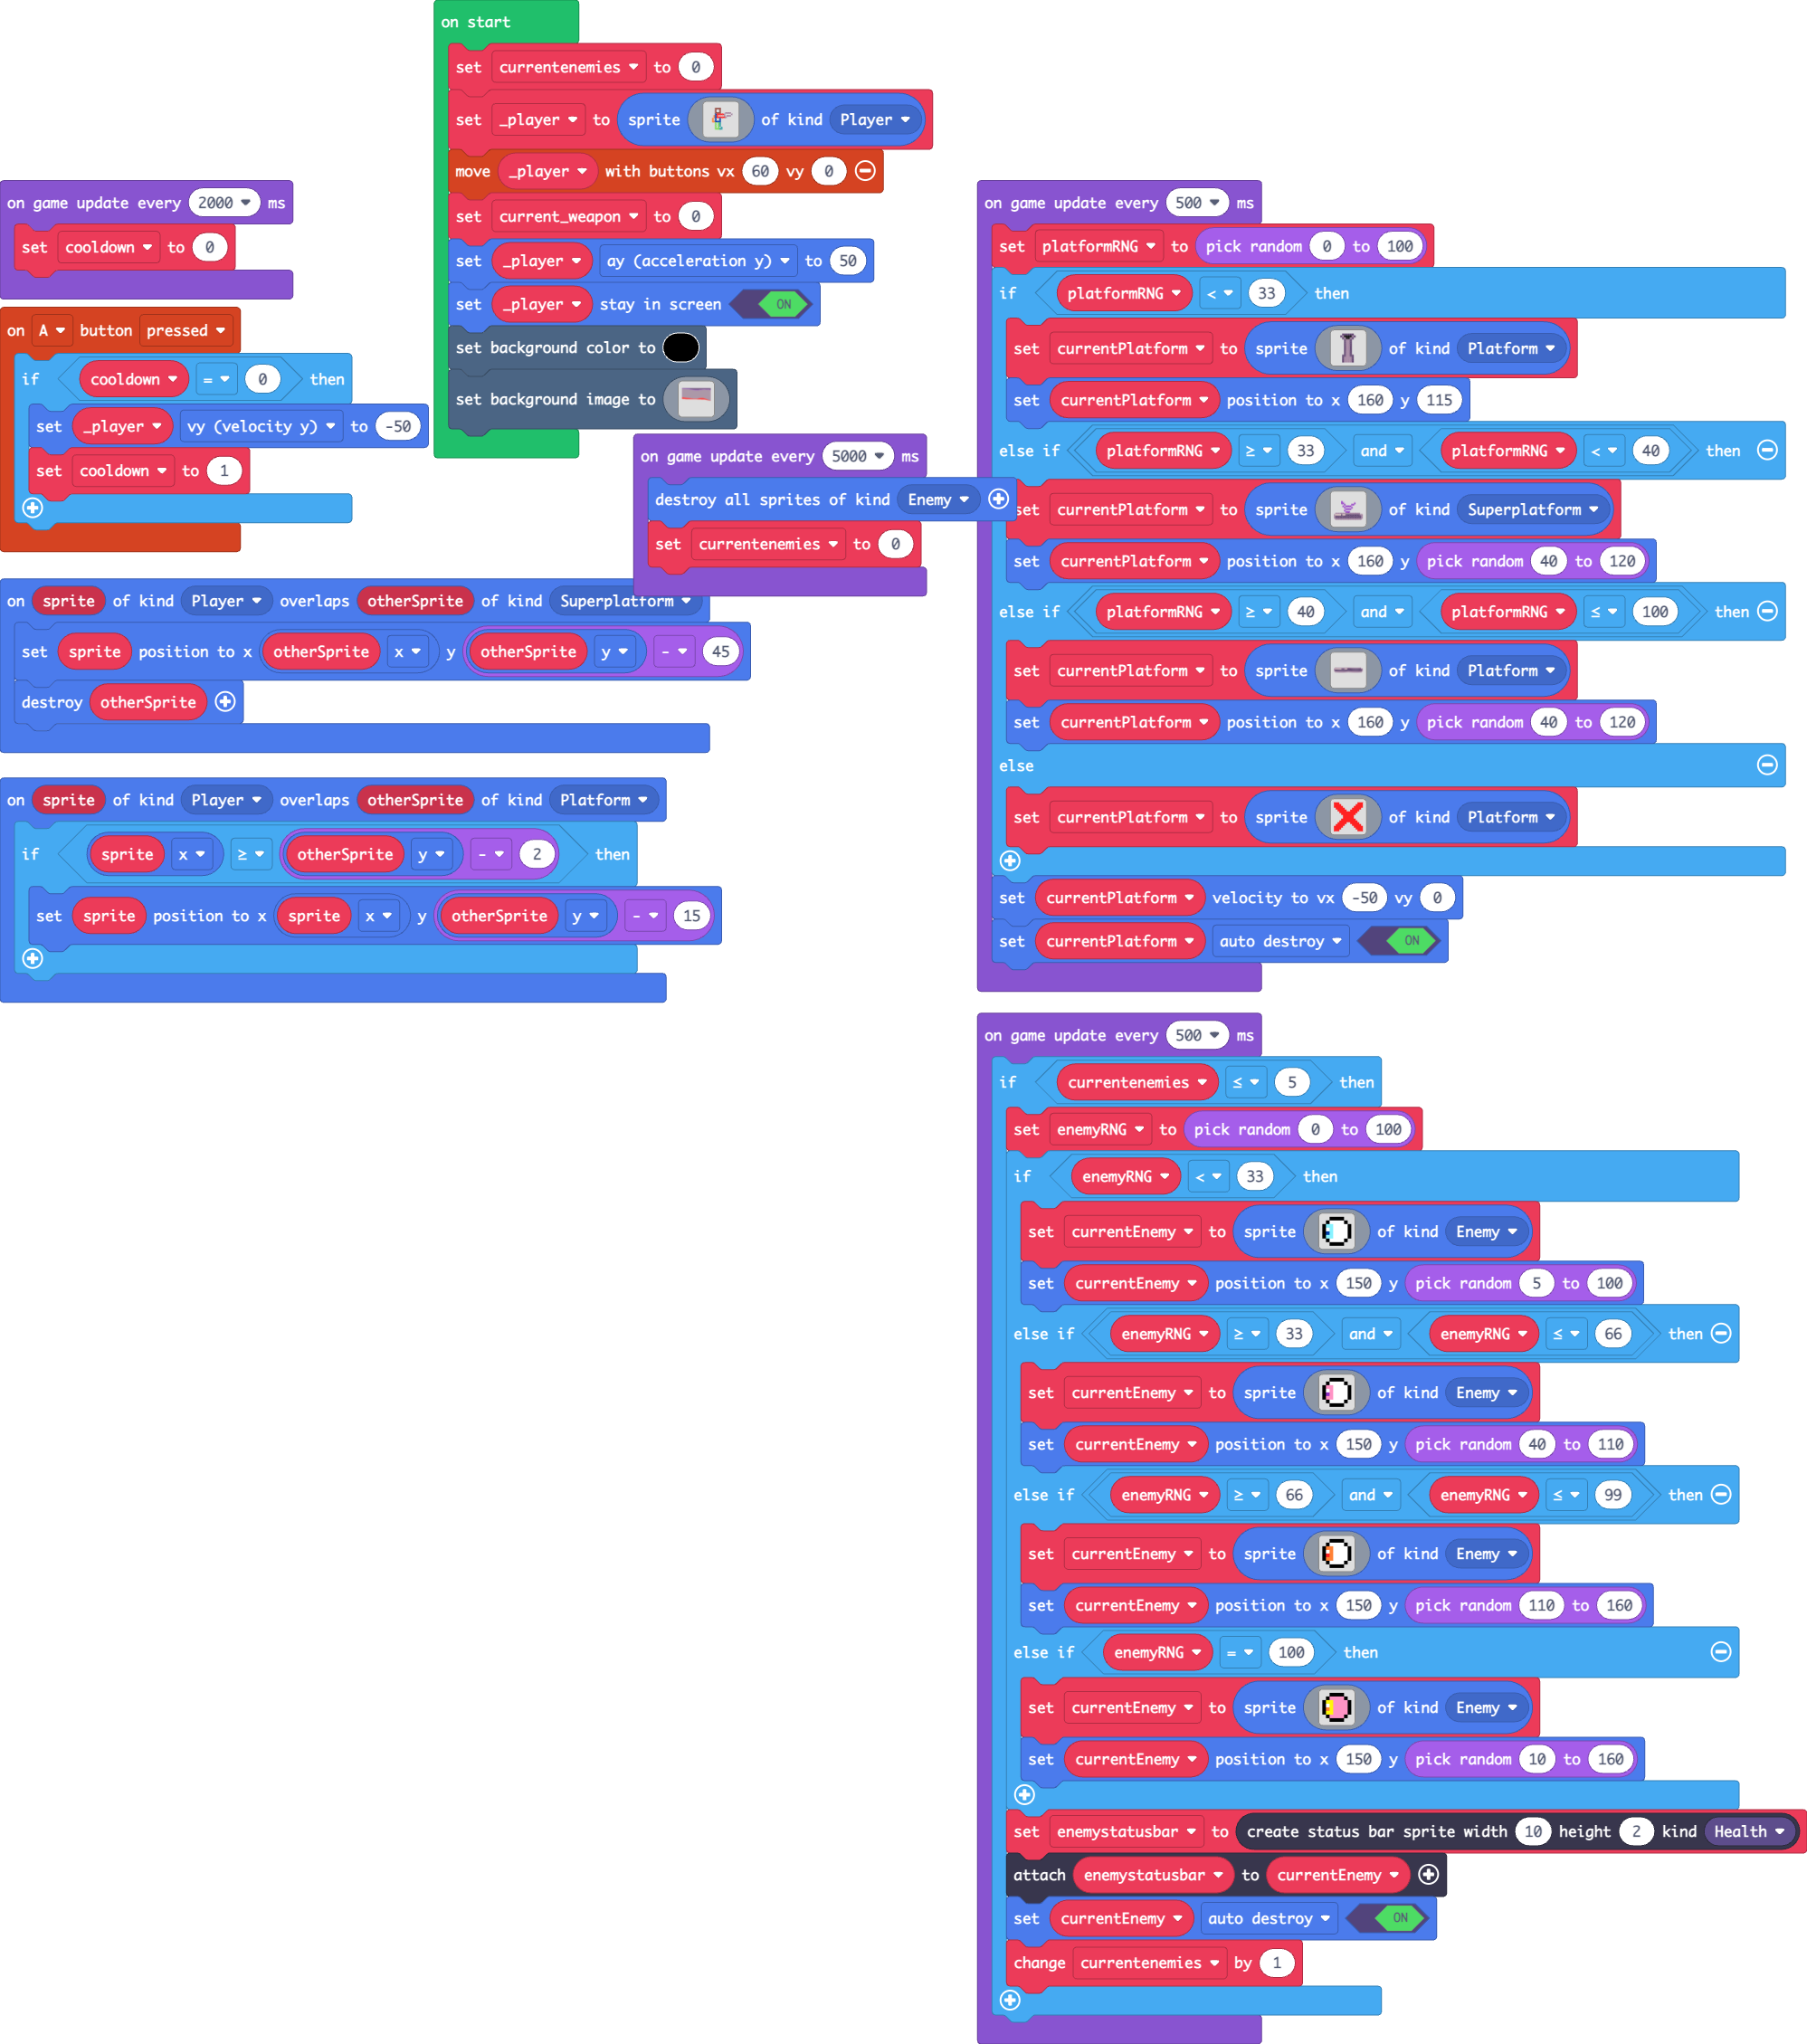 on start
set currentenemies to 0
set _player to sprite of kind Player
move _player with buttons vx 60 vy 0
set current_weapon to 0
set _player ay (acceleration y) to 50
set _player stay in screen ON
set background color to
set background image to
on game update every 2000 ms
set cooldown to 0
on A button pressed
if cooldown = 0 then
set _player vy (velocity y) to -50
set cooldown to 1
on game update every 5000 ms
destroy all sprites of kind Enemy
set currentenemies to 0
on sprite of kind Player overlaps otherSprite of kind Superplatform
set sprite position to x otherSprite x y otherSprite y - 45
destroy otherSprite
on sprite of kind Player overlaps otherSprite of kind Platform
if sprite x ≥ otherSprite y - 2 then
set sprite position to x sprite x y otherSprite y - 15
on game update every 500 ms
set platformRNG to pick random 0 to 100
if platformRNG < 33 then
set currentPlatform to sprite of kind Platform
set currentPlatform position to x 160 y 115
else if platformRNG ≥ 33 and platformRNG < 40 then
set currentPlatform to sprite of kind Superplatform
set currentPlatform position to x 160 y pick random 40 to 120
else if platformRNG ≥ 40 and platformRNG ≤ 100 then
set currentPlatform to sprite of kind Platform
set currentPlatform position to x 160 y pick random 40 to 120
else
set currentPlatform to sprite of kind Platform
set currentPlatform velocity to vx -50 vy 0
set currentPlatform auto destroy ON
on game update every 500 ms
if currentenemies ≤ 5 then
set enemyRNG to pick random 0 to 100
if enemyRNG < 33 then
set currentEnemy to sprite of kind Enemy
set currentEnemy position to x 150 y pick random 5 to 100
else if enemyRNG ≥ 33 and enemyRNG ≤ 66 then
set currentEnemy to sprite of kind Enemy
set currentEnemy position to x 150 y pick random 40 to 110
else if enemyRNG ≥ 66 and enemyRNG ≤ 99 then
set currentEnemy to sprite of kind Enemy
set currentEnemy position to x 150 y pick random 110 to 160
else if enemyRNG = 100 then
set currentEnemy to sprite of kind Enemy
set currentEnemy position to x 150 y pick random 10 to 160
set enemystatusbar to create status bar sprite width 10 height 2 kind Health
attach enemystatusbar to currentEnemy
set currentEnemy auto destroy ON
change currentenemies by 1